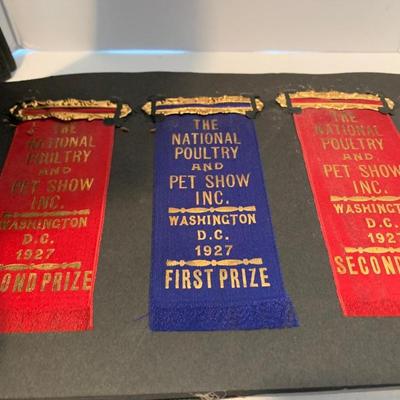 THE
NATIONAL
POULTRY
AND
PET SHOW
INC.
WASHINGTON
D.C.
1927
OND PRIZE
THE
NATIONAL
POULTRY
AND
PET SHOW
INC.
WASHINGTON
D.C.
1927
FIRST PRIZE
THE
NATIONAL
POULTRY
AND
PET SHOW
INC.
WASHINGTON
D.C.
1927
SECOND